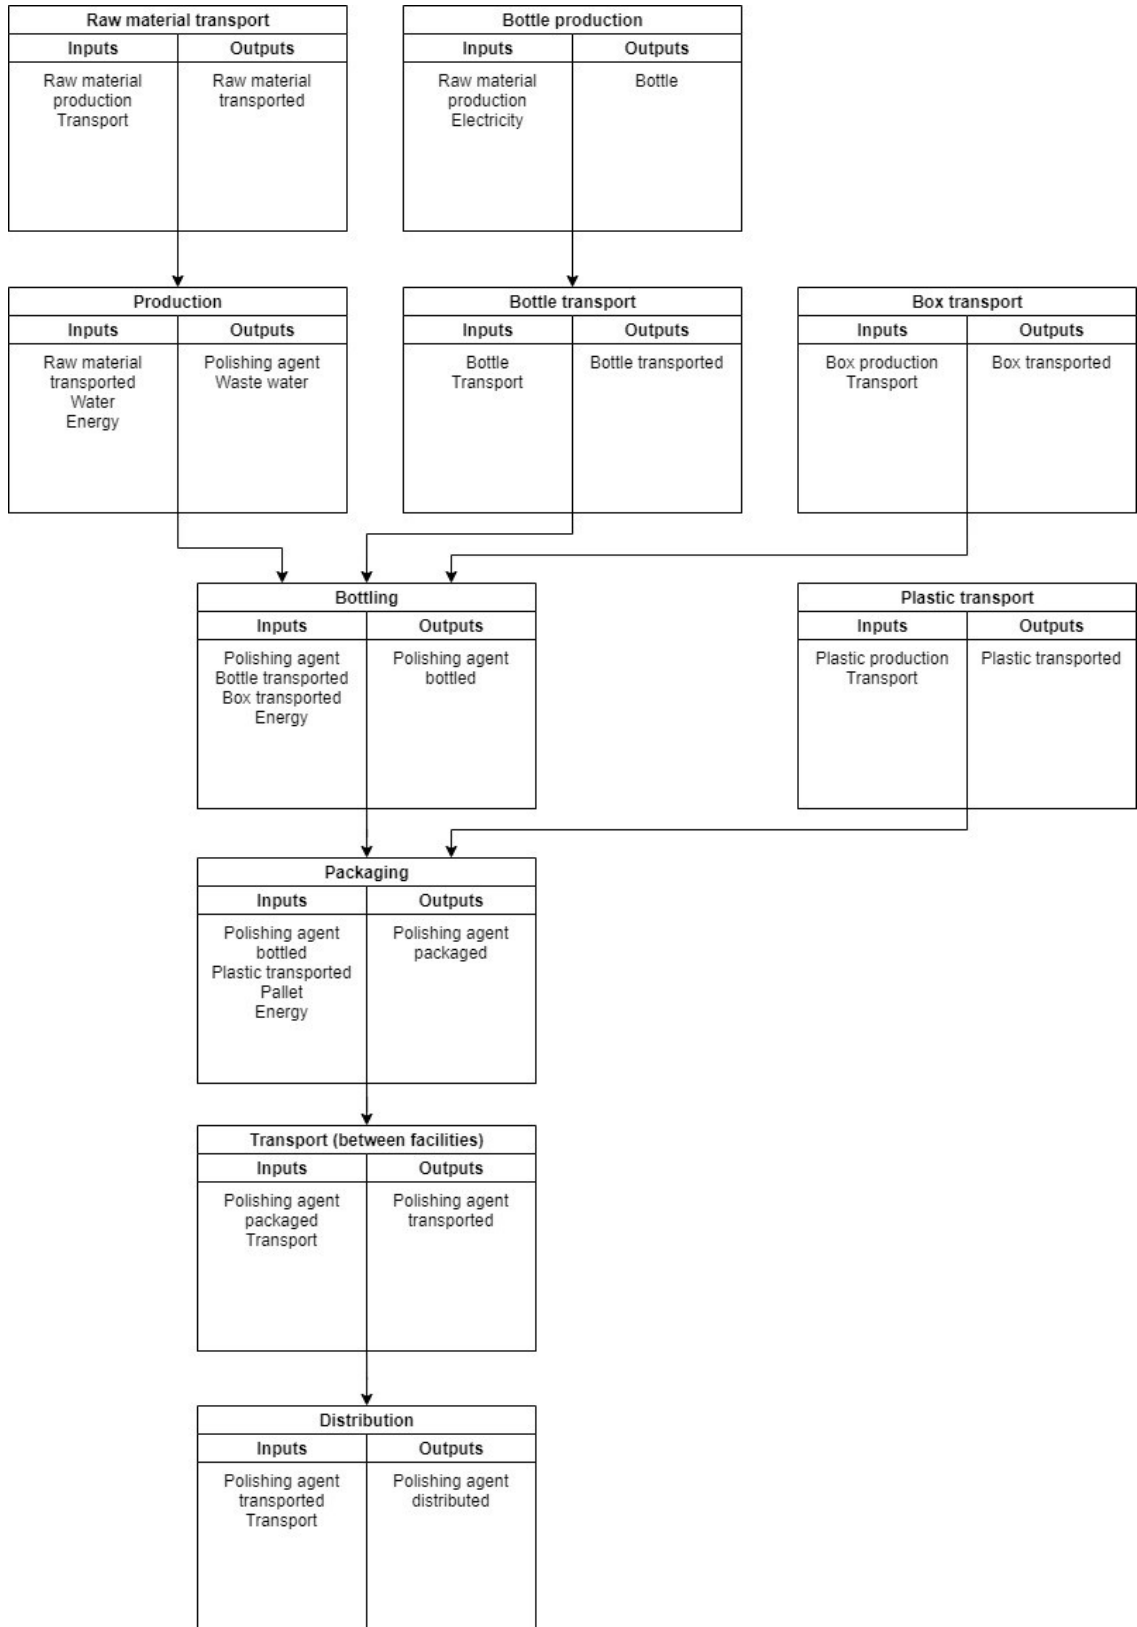 Raw material transport
Inputs
Outputs
Raw material
production
Transport
Raw material
transported
Bottle production
Inputs
Outputs
Raw material
production
Electricity
Bottle
Production
Inputs
Outputs
Raw material
transported
Water
Energy
Polishing agent
Waste water
Bottle transport
Inputs
Outputs
Bottle
Transport
Bottle transported
Box transport
Inputs
Outputs
Box production
Transport
Box transported
Bottling
Inputs
Outputs
Polishing agent
Bottle transported
Box transported
Energy
Polishing agent
bottled
Plastic transport
Inputs
Outputs
Plastic production
Transport
Plastic transported
Packaging
Inputs
Outputs
Polishing agent
bottled
Plastic transported
Pallet
Energy
Polishing agent
packaged
Transport (between facilities)
Inputs
Outputs
Polishing agent
packaged
Transport
Polishing agent
transported
Distribution
Inputs
Outputs
Polishing agent
transported
Transport
Polishing agent
distributed